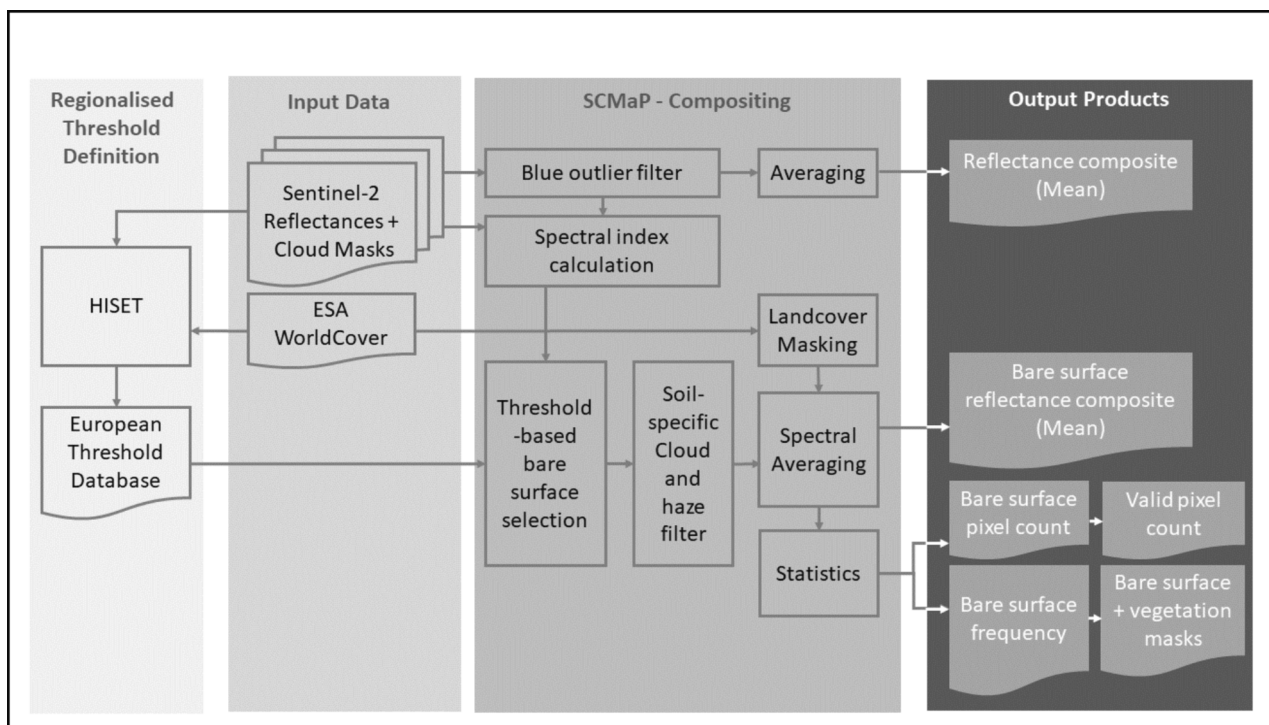 Regionalised
Threshold
Definition
Input Data
SCMaP - Compositing
Output Products
Sentinel-2
Reflectances +
Cloud Masks
Blue outlier filter
Averaging
Reflectance composite
(Mean)
Spectral index
calculation
HISET
ESA
WorldCover
Landcover
Masking
European
Threshold
Database
Threshold
-based
bare
surface
selection
Soil-
specific
Cloud
and
haze
filter
Spectral
Averaging
Bare surface
reflectance composite
(Mean)
Statistics
Bare surface
pixel count
Valid pixel
count
Bare surface
frequency
Bare surface
+ vegetation
masks